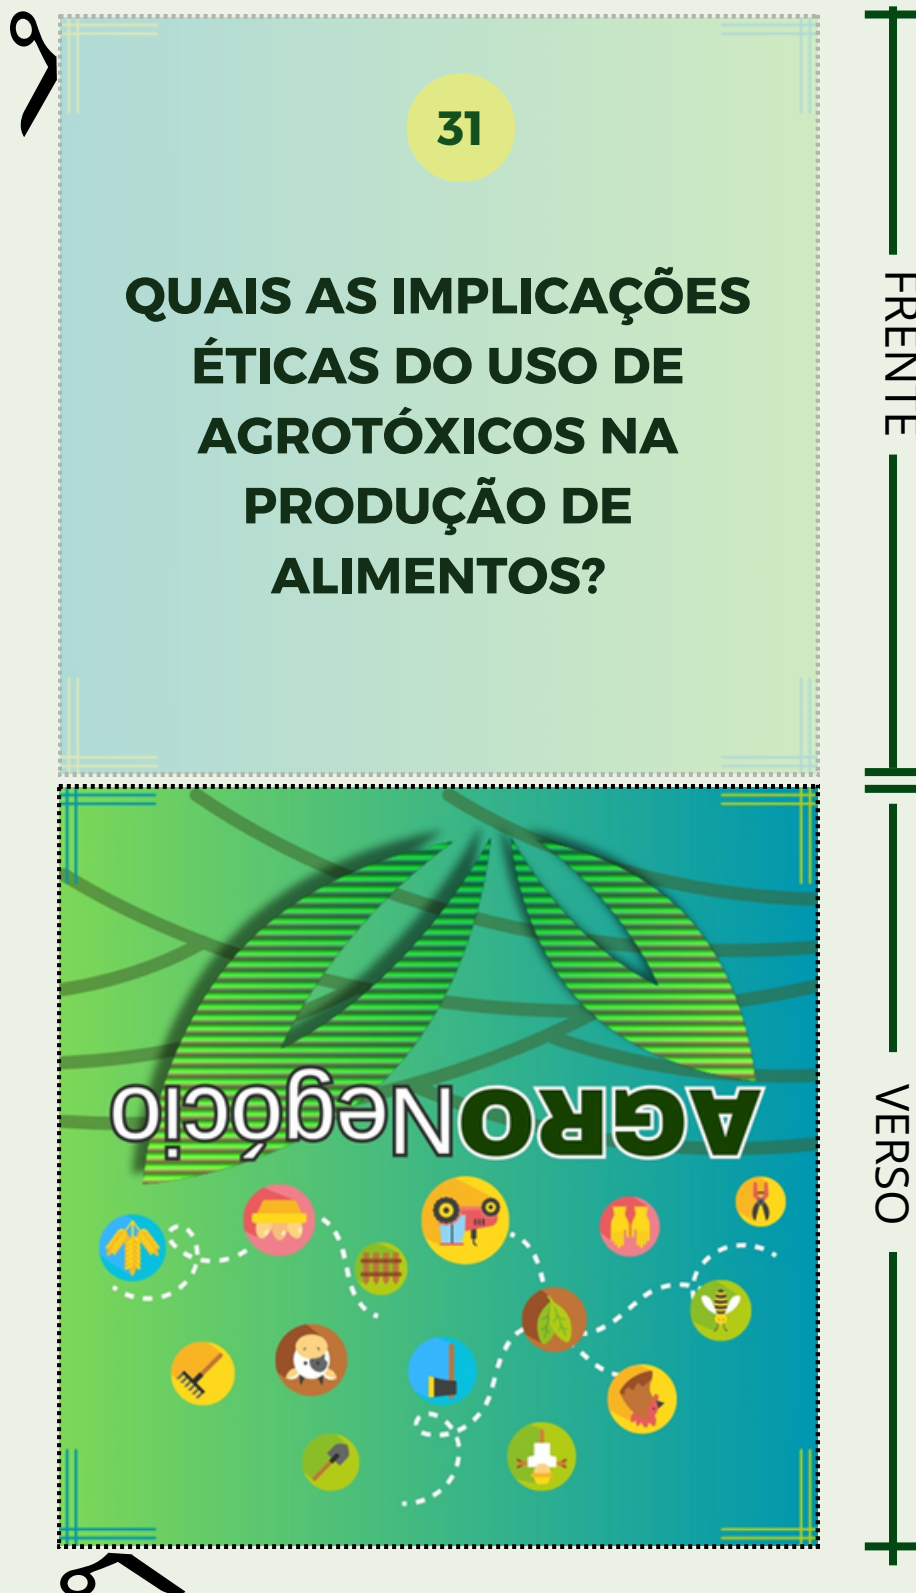 31
QUAIS AS IMPLICAÇÕES
ÉTICAS DO USO DE
AGROTÓXICOS NA
PRODUÇÃO DE
ALIMENTOS?
FRENTE
AGRONegócio
VERSO